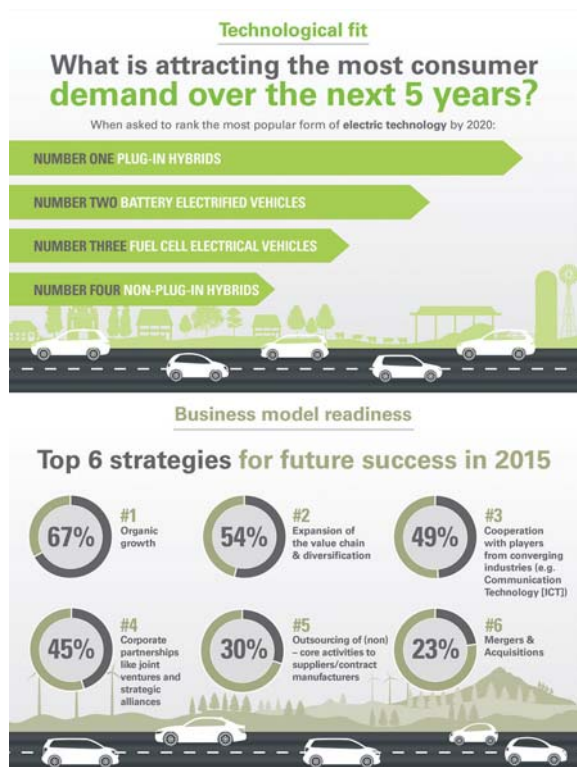 Technological fit
What is attracting the most consumer
demand over the next 5 years?
When asked to rank the most popular form of electric technology by 2020:
NUMBER ONE PLUG-IN HYBRIDS
NUMBER TWO BATTERY ELECTRIFIED VEHICLES
NUMBER THREE FUEL CELL ELECTRICAL VEHICLES
NUMBER FOUR NON-PLUG-IN HYBRIDS
Business model readiness
Top 6 strategies for future success in 2015
67%
#1
Organic
growth
54%
#2
Expansion of
the value chain
& diversification
49%
#3
Cooperation
with players
from converging
industries (e.g.
Communication
Technology [ICT])
45%
#4
Corporate
partnerships
like joint
ventures and
strategic
alliances
30%
#5
Outsourcing of (non)
– core activities to
suppliers/contract
manufacturers
23%
#6
Mergers &
Acquisitions